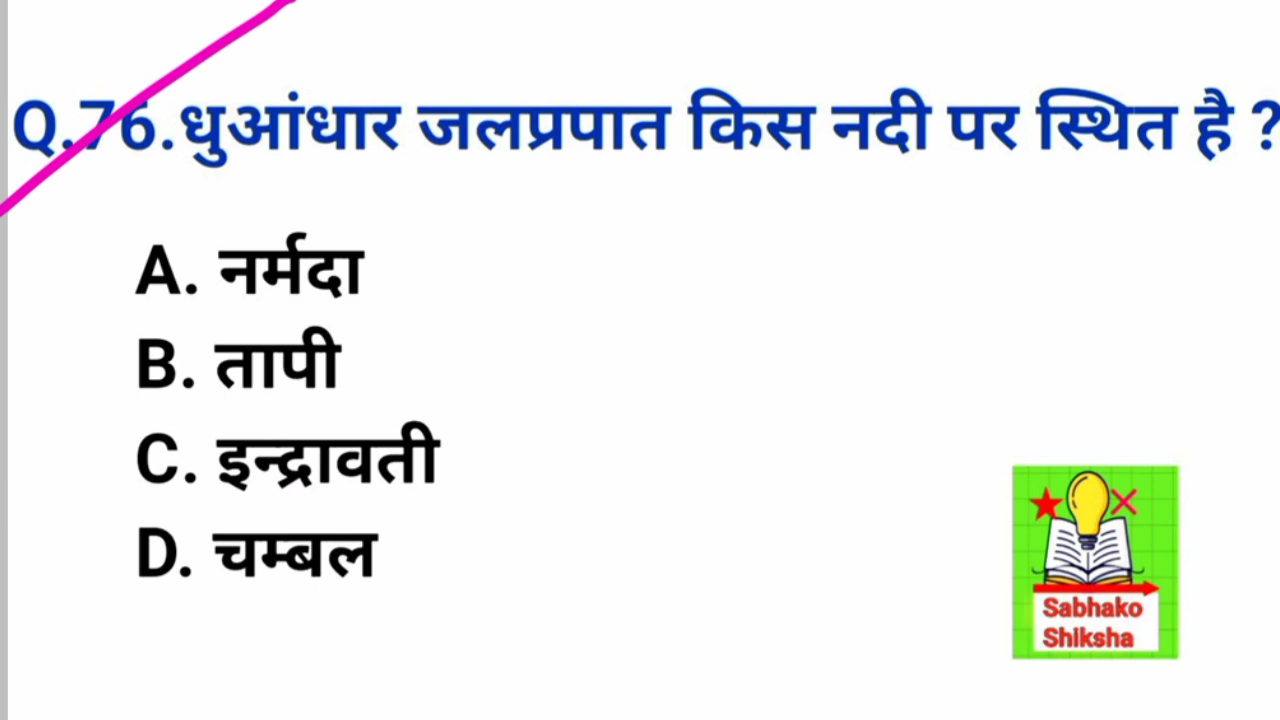 Q.76.धुआंधार जलप्रपात किस नदी पर स्थित है ?
A. नर्मदा
B. तापी
C. इन्द्रावती
D. चम्बल
Sabhako
Shiksha